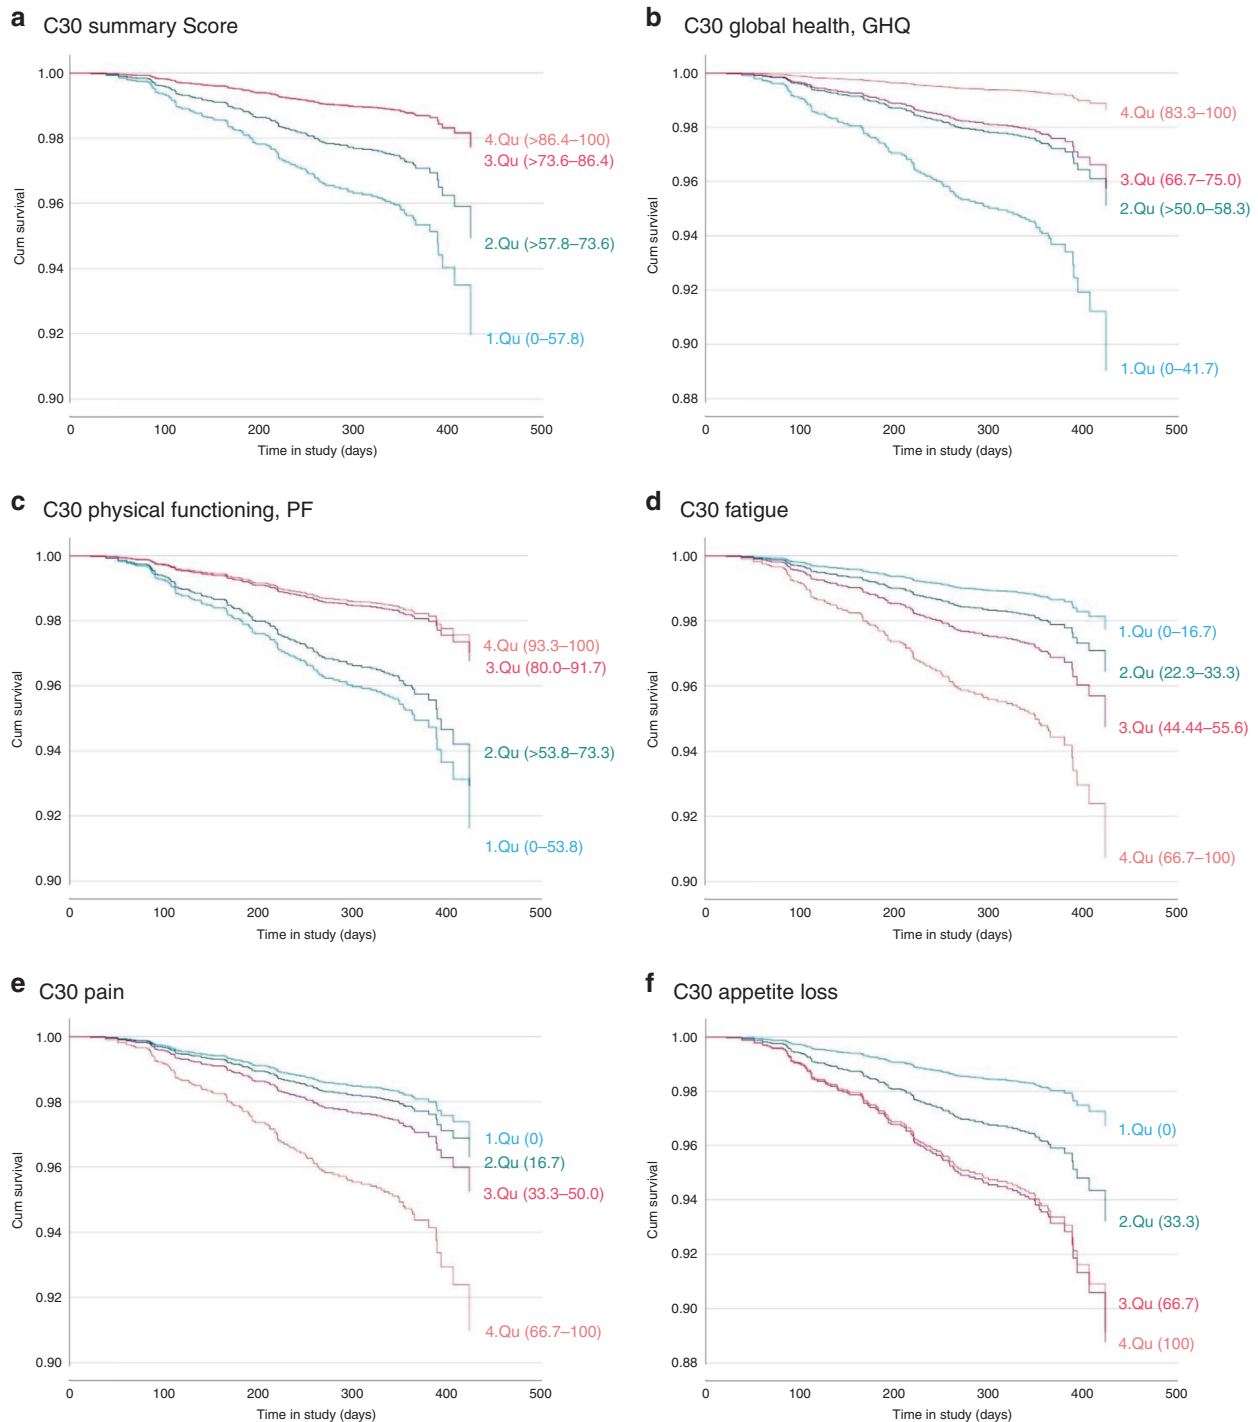 a C30 summary Score
1.00
0.98
0.96
0.94
0.92
0.90
Cum survival
4.Qu (>86.4–100)
3.Qu (>73.6–86.4)
2.Qu (>57.8–73.6)
1.Qu (0–57.8)
0 100 200 300 400 500
Time in study (days)
b C30 global health, GHQ
1.00
0.98
0.96
0.94
0.92
0.90
0.88
Cum survival
4.Qu (83.3–100)
3.Qu (66.7–75.0)
2.Qu (>50.0–58.3)
1.Qu (0–41.7)
0 100 200 300 400 500
Time in study (days)
c C30 physical functioning, PF
1.00
0.98
0.96
0.94
0.92
0.90
Cum survival
4.Qu (93.3–100)
3.Qu (80.0–91.7)
2.Qu (>53.8–73.3)
1.Qu (0–53.8)
0 100 200 300 400 500
Time in study (days)
d C30 fatigue
1.00
0.98
0.96
0.94
0.92
0.90
Cum survival
1.Qu (0–16.7)
2.Qu (22.3–33.3)
3.Qu (44.44–55.6)
4.Qu (66.7–100)
0 100 200 300 400 500
Time in study (days)
e C30 pain
1.00
0.98
0.96
0.94
0.92
0.90
Cum survival
1.Qu (0)
2.Qu (16.7)
3.Qu (33.3–50.0)
4.Qu (66.7–100)
0 100 200 300 400 500
Time in study (days)
f C30 appetite loss
1.00
0.98
0.96
0.94
0.92
0.90
0.88
Cum survival
1.Qu (0)
2.Qu (33.3)
3.Qu (66.7)
4.Qu (100)
0 100 200 300 400 500
Time in study (days)